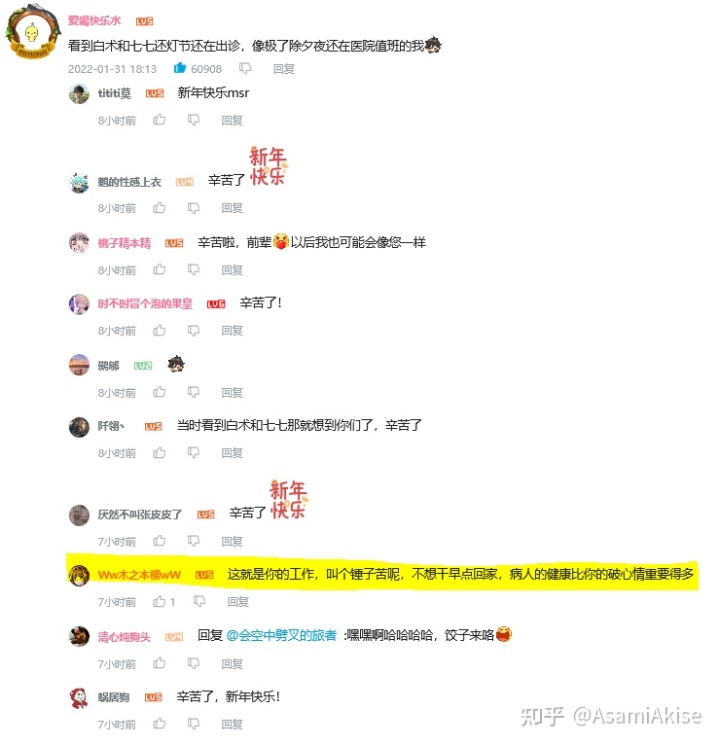 爱喝快乐水 LV5
看到白术和七七还灯节还在出诊，像极了除夕夜还在医院值班的我
2022-01-31 18:13 60908 回复
tititi莫 LV5 新年快乐msr
8小时前 回复
鹤的性感上衣 LV4 辛苦了 新年快乐
8小时前 回复
桃子精本精 LV5 辛苦啦，前辈以后我也可能会像您一样
8小时前 回复
时不时冒个泡的果皇 LV6 辛苦了！
8小时前 回复
LV2
8小时前 回复
阡翎丶 LV5 当时看到白术和七七那就想到你们了，辛苦了
8小时前 回复
厌然不叫张皮皮了 LV5 辛苦了 新年快乐
7小时前 回复
Ww木之本樱wW LV5 这就是你的工作，叫个锤子苦呢，不想干早点回家，病人的健康比你的破心情重要得多
7小时前 1 回复
清心炖狗头 LV4 回复 @会空中劈叉的旅者 :嘿嘿啊哈哈哈哈，饺子来咯
7小时前 回复
蜗居狗 LV5 辛苦了，新年快乐！
7小时前 回复
知乎 @AsamiAkise